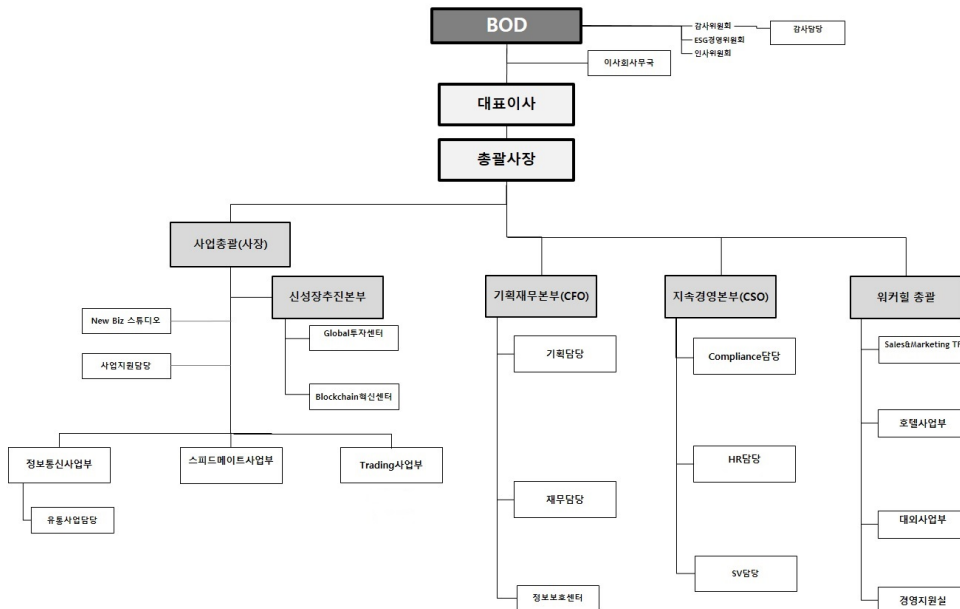 BOD
감사위원회
ESG경영위원회
인사위원회
감사담당
이사회사무국
대표이사
총괄사장
사업총괄(사장)
신성장추진본부
기획재무본부(CFO)
지속경영본부(CSO)
워커힐 총괄
New Biz 스튜디오
Global투자센터
사업지원담당
Blockchain혁신센터
기획담당
Compliance담당
Sales&Marketing TF
호텔사업부
정보통신사업부
스피드메이트사업부
Trading사업부
HR담당
유통사업담당
재무담당
대외사업부
SV담당
정보보호센터
경영지원실